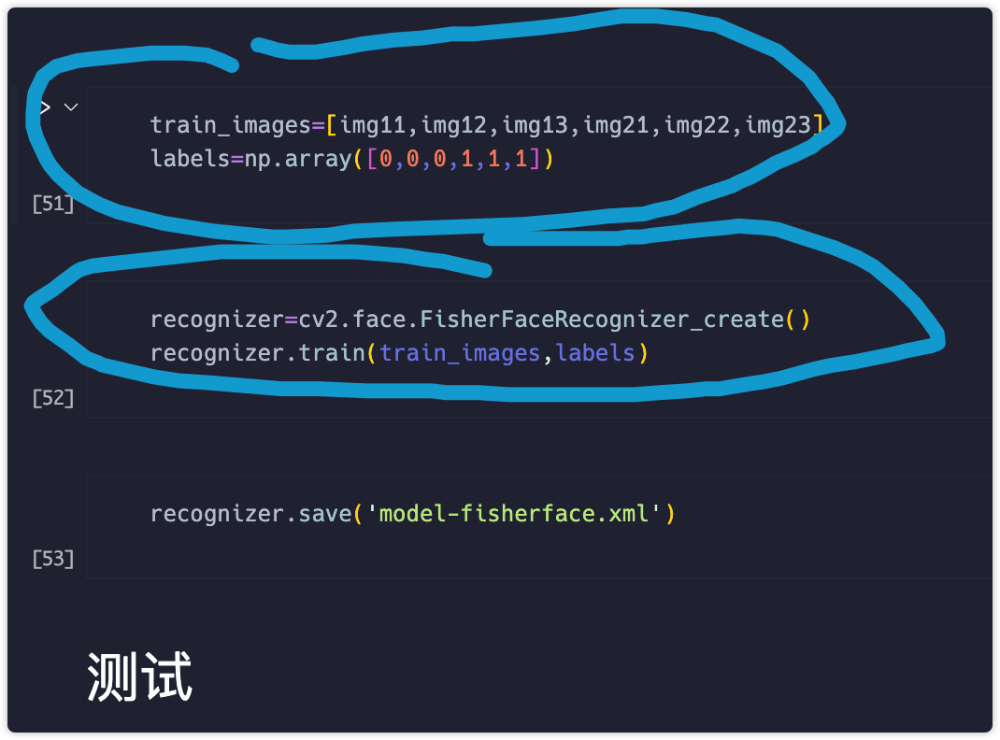 train_images=[img11,img12,img13,img21,img22,img23]
labels=np.array([0,0,0,1,1,1])
[51]
recognizer=cv2.face.FisherFaceRecognizer_create()
recognizer.train(train_images,labels)
[52]
recognizer.save('model-fisherface.xml')
[53]
测试